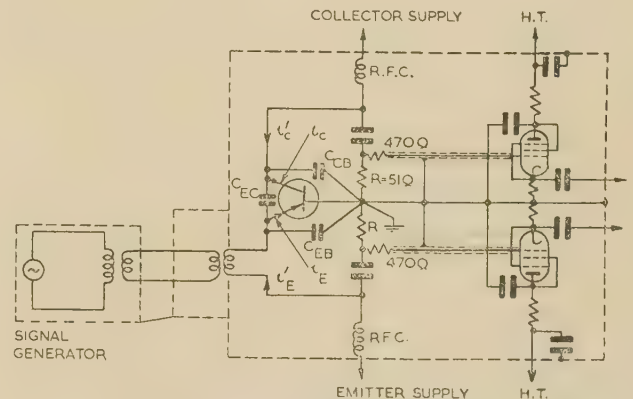 COLLECTOR SUPPLY
H.T.
R.F.C.
i'C
iC
470Ω
CCB
R=51Ω
CEC
R
CEB
iE
i'E
470Ω
SIGNAL
GENERATOR
R.F.C.
EMITTER SUPPLY
H.T.